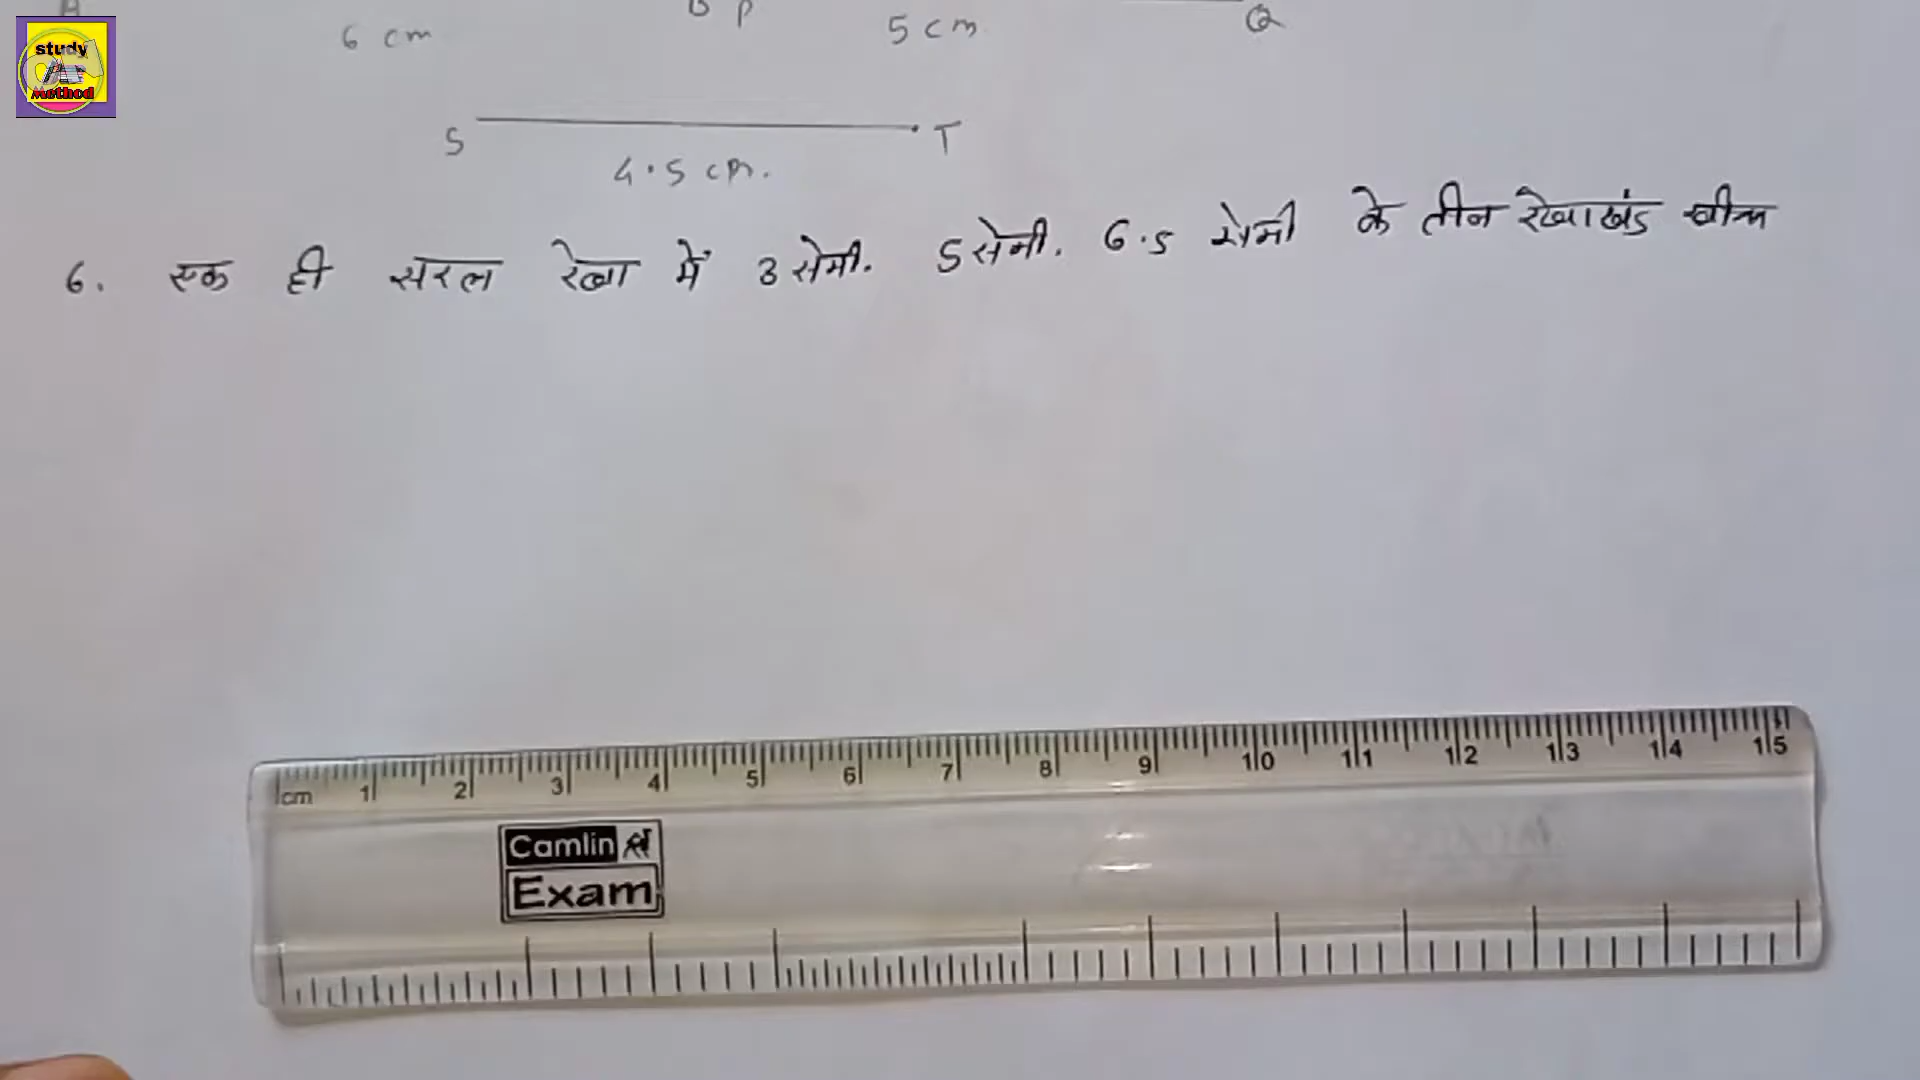 6 cm
P
5 cm
Q
study
Method
S
T
4.5 cm.
6. एक ही सरल रेखा में 3 सेमी. 5 सेमी. 6.5 सेमी के तीन रेखाखंड खींच
cm 1 2 3 4 5 6 7 8 9 10 11 12 13 14 15
Camlin
Exam